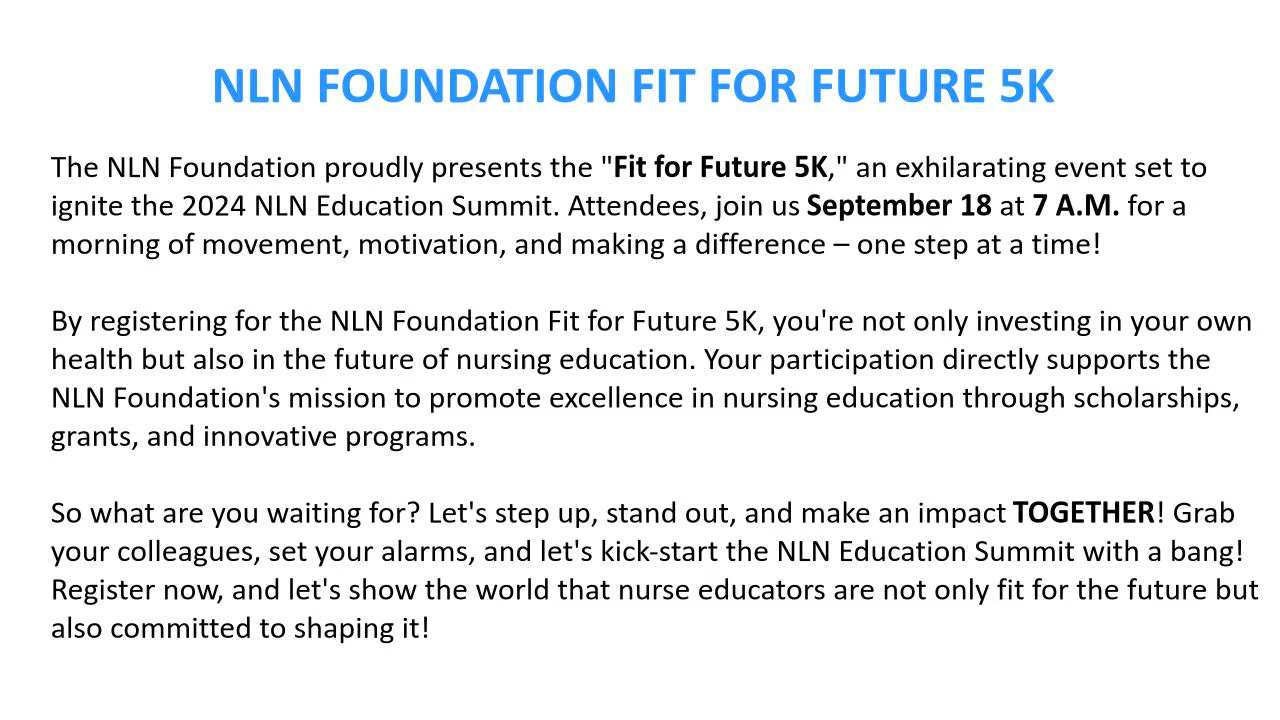 NLN FOUNDATION FIT FOR FUTURE 5K
The NLN Foundation proudly presents the "Fit for Future 5K," an exhilarating event set to
ignite the 2024 NLN Education Summit. Attendees, join us September 18 at 7 A.M. for a
morning of movement, motivation, and making a difference – one step at a time!
By registering for the NLN Foundation Fit for Future 5K, you're not only investing in your own
health but also in the future of nursing education. Your participation directly supports the
NLN Foundation's mission to promote excellence in nursing education through scholarships,
grants, and innovative programs.
So what are you waiting for? Let's step up, stand out, and make an impact TOGETHER! Grab
your colleagues, set your alarms, and let's kick-start the NLN Education Summit with a bang!
Register now, and let's show the world that nurse educators are not only fit for the future but
also committed to shaping it!